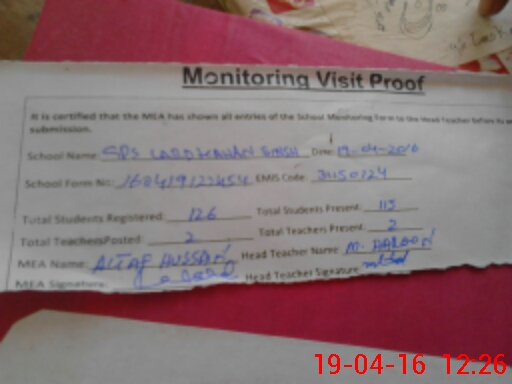 Monitoring Visit Proof
It is certified that the MEA has shown all entries of the School Monitoring Form to the Head Teacher before its
submission.
School Name: GPS Date: 19-04-2016
School Form No: EMIS Code: 31150124
Total Students Registered: 126 Total Students Present: 115
Total Teachers Posted: 2 Total Teachers Present: 2
MEA Name: ALTAF HUSSAIN Head Teacher Name: M. HAROON
MEA Signature: Head Teacher Signature:
19-04-16 12:26